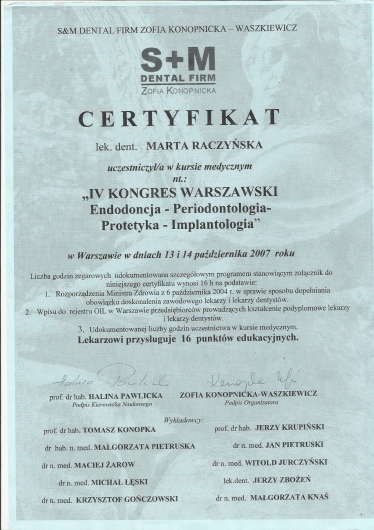 S&M DENTAL FIRM ZOFIA KONOPNICKA – WASZKIEWICZ
S+M
DENTAL FIRM
ZOFIA KONOPNICKA
CERTYFIKAT
lek. dent. MARTA RACZYŃSKA
uczestniczył/a w kursie medycznym
nt.:
„IV KONGRES WARSZAWSKI
Endodoncja - Periodontologia-
Protetyka - Implantologia"
w Warszawie w dniach 13 i 14 października 2007 roku
Liczba godzin zegarowych udokumentowana szczegółowym programem stanowiącym załącznik do
niniejszego certyfikatu wynosi 16 h na podstawie:
1. Rozporządzenia Ministra Zdrowia z 6 października 2004 r. w sprawie sposobu dopełniania
obowiązku doskonalenia zawodowego lekarzy i lekarzy dentystów.
2. Wpisu do rejestru OIL w Warszawie przedsiębiorców prowadzących kształcenie podyplomowe lekarzy
i lekarzy dentystów.
3. Udokumentowanej liczby godzin uczestnictwa w kursie medycznym.
Lekarzowi przysługuje 16 punktów edukacyjnych.
prof. dr hab. HALINA PAWLICKA
Podpis Kierownika Naukowego
ZOFIA KONOPNICKA-WASZKIEWICZ
Podpis Organizatora
Wykładowcy:
prof. dr hab. TOMASZ KONOPKA
prof. dr hab. JERZY KRUPIŃSKI
dr hab. n. med. MAŁGORZATA PIETRUSKA
dr n. med. JAN PIETRUSKI
dr n. med. MACIEJ ŻAROW
dr n. med. WITOLD JURCZYŃSKI
dr n. med. MICHAŁ ŁĘSKI
lek.dent. JERZY ZBOŻEŃ
dr n. med. KRZYSZTOF GOŃCZOWSKI
dr n. med. MAŁGORZATA KNAŚ